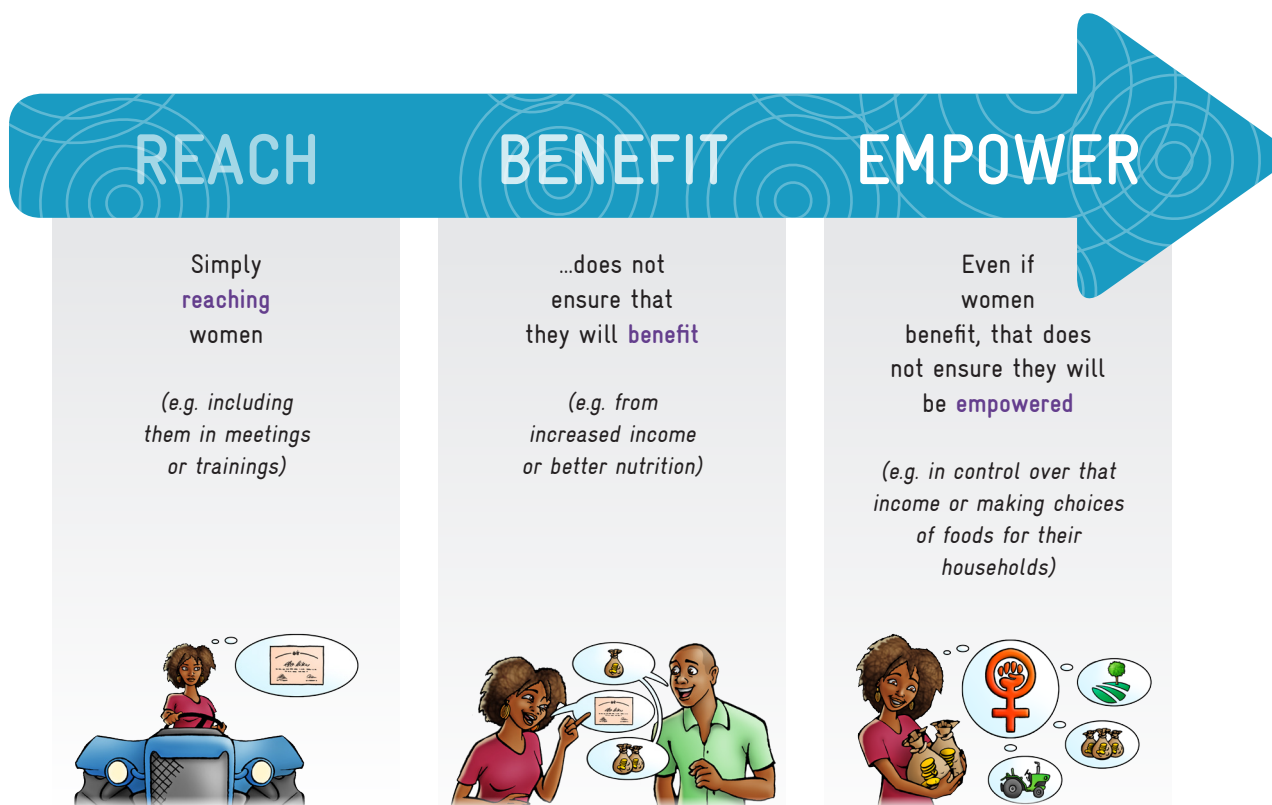 REACH
BENEFIT
EMPOWER
Simply
reaching
women
(e.g. including
them in meetings
or trainings)
...does not
ensure that
they will benefit
(e.g. from
increased income
or better nutrition)
Even if
women
benefit, that does
not ensure they will
be empowered
(e.g. in control over that
income or making choices
of foods for their
households)